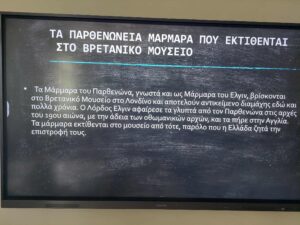 ΤΑ ΠΑΡΘΕΝΩΝΕΙΑ ΜΑΡΜΑΡΑ ΠΟΥ ΕΚΤΙΘΕΝΤΑΙ
ΣΤΟ ΒΡΕΤΑΝΙΚΟ ΜΟΥΣΕΙΟ
• Τα Μάρμαρα του Παρθενώνα, γνωστά και ως Μάρμαρα του Ελγιν, βρίσκονται
στο Βρετανικό Μουσείο στο Λονδίνο και αποτελούν αντικείμενο διαμάχης εδώ και
πολλά χρόνια. Ο Λόρδος Ελγιν αφαίρεσε τα γλυπτά από τον Παρθενώνα στις αρχές
του 19ου αιώνα, με την άδεια των οθωμανικών αρχών, και τα πήρε στην Αγγλία.
Τα μάρμαρα εκτίθενται στο μουσείο από τότε, παρόλο που η Ελλάδα ζητά την
επιστροφή τους.